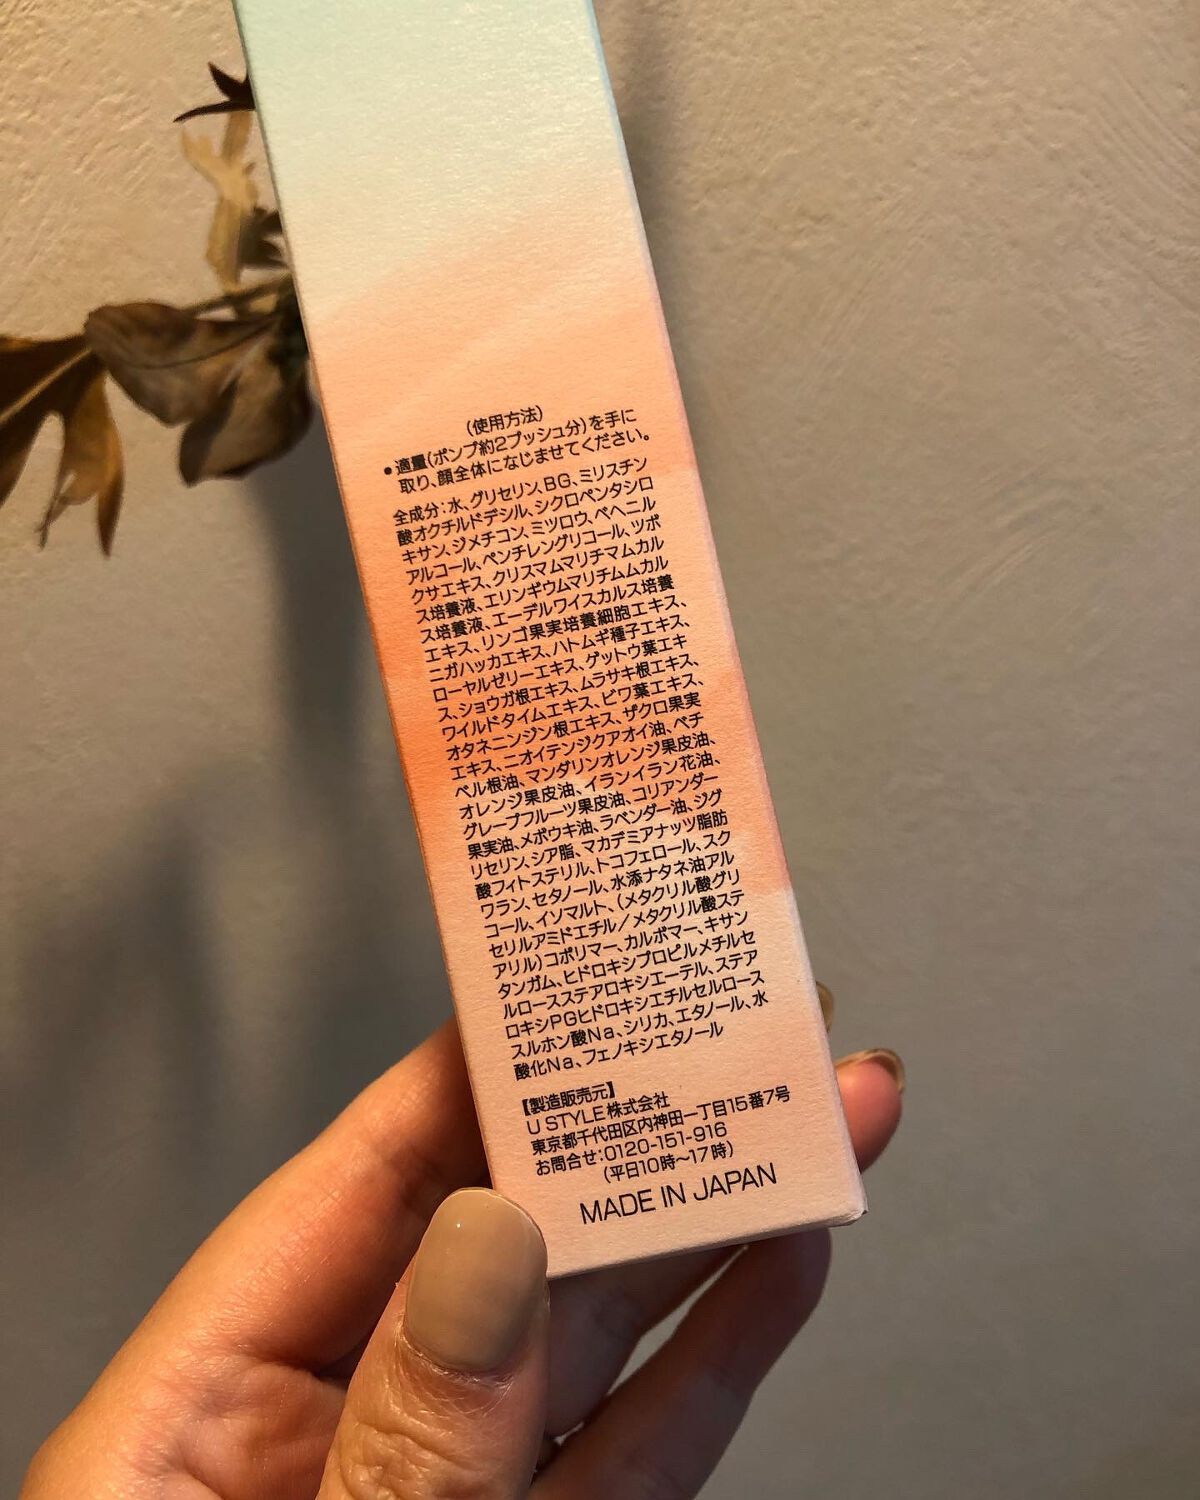 (使用方法)
●適量(ポンプ約2プッシュ分)を手に
取り、顔全体になじませてください。
全成分:水、グリセリン、BG、ミリスチン
酸オクチルドデシル、シクロペンタシロ
キサン、ジメチコン、ミツロウ、ベヘニル
アルコール、ペンチレングリコール、ツボ
クサエキス、クリスマムマリチマムカル
ス培養液、エリンギウムマリチムムカル
ス培養液、エーデルワイスカルス培養
エキス、リンゴ果実培養細胞エキス、
ニガハッカエキス、ハトムギ種子エキス、
ローヤルゼリーエキス、ゲットウ葉エキ
ス、ショウガ根エキス、ムラサキ根エキス、
ワイルドタイムエキス、ビワ葉エキス、
オタネニンジン根エキス、ザクロ果実
エキス、ニオイテンジクアオイ油、ベチ
ベル根油、マンダリンオレンジ果皮油、
オレンジ果皮油、イランイラン花油、
グレープフルーツ果皮油、コリアンダー
果実油、メボウキ油、ラベンダー油、ジグ
リセリン、シア脂、マカデミアナッツ脂肪
酸フィトステリル、トコフェロール、スク
ワラン、セタノール、水添ナタネ油アル
コール、イソマルト、(メタクリル酸グリ
セリルアミドエチル/メタクリル酸ステ
アリル)コポリマー、カルボマー、キサン
タンガム、ヒドロキシプロピルメチルセ
ルロースステアロキシエーテル、ステア
ロキシPGヒドロキシエチルセルロース
スルホン酸Na、シリカ、エタノール、水
酸化Na、フェノキシエタノール
【製造販売元】
U STYLE株式会社
東京都千代田区内神田一丁目15番7号
お問合せ:0120-151-916
(平日10時〜17時)
MADE IN JAPAN